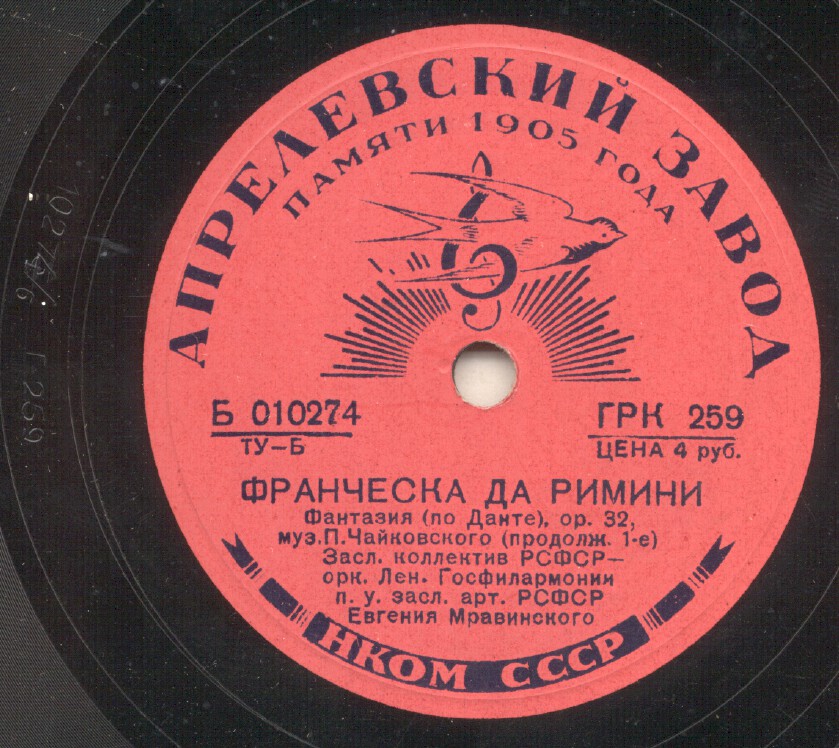 АПРЕЛЕВСКИЙ ЗАВОД
ПАМЯТИ 1905 ГОДА
Б 010274
ТУ–Б
ГРК 259
ЦЕНА 4 руб.
ФРАНЧЕСКА ДА РИМИНИ
Фантазия (по Данте), ор. 32,
муз.П.Чайковского (продолж. 1-е)
Засл. коллектив РСФСР—
орк. Лен. Госфилармонии
п. у. засл. арт. РСФСР
Евгения Мравинского
НКОМ СССР
259